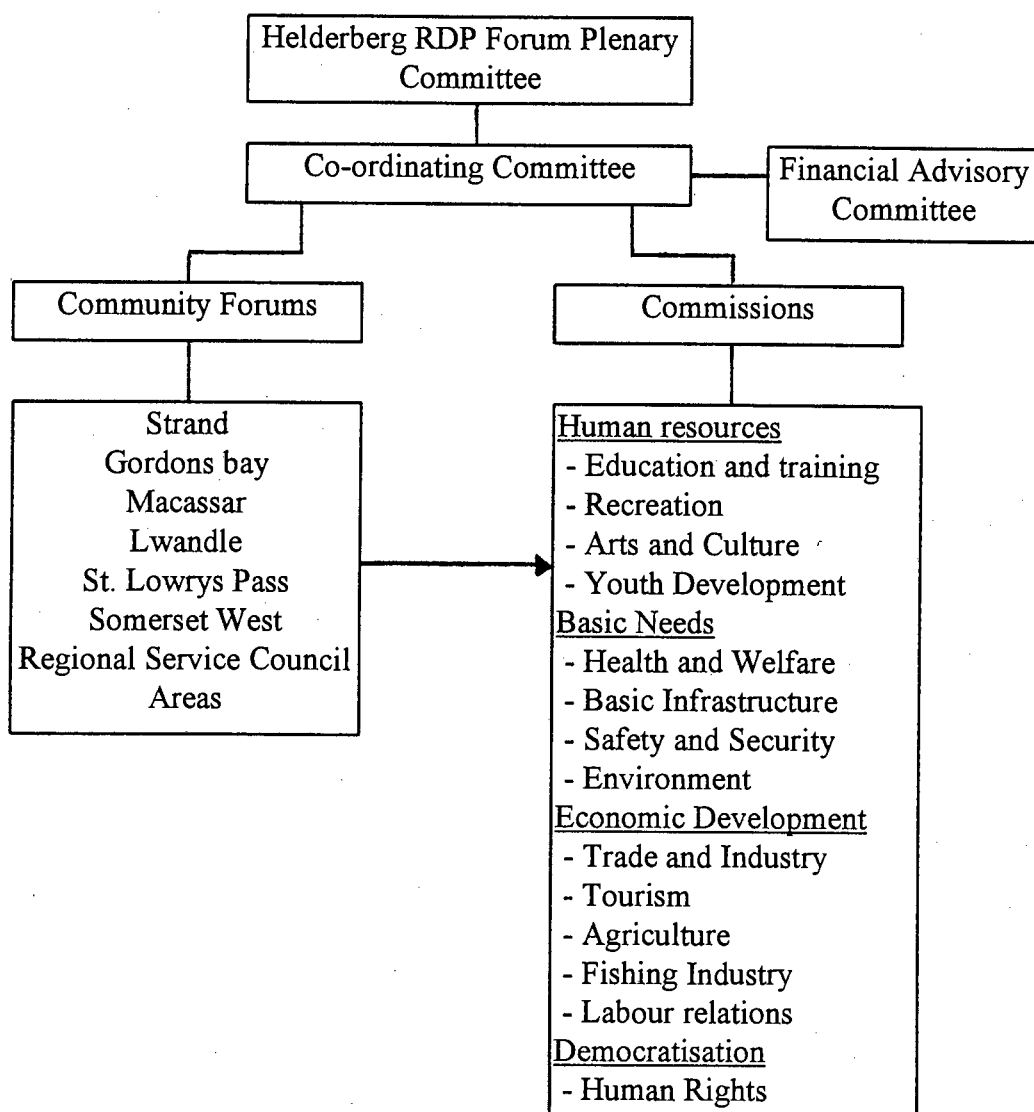 Helderberg RDP Forum Plenary
Committee
Co-ordinating Committee
Financial Advisory
Committee
Community Forums
Commissions
Strand
Gordons bay
Macassar
Lwandle
St. Lowrys Pass
Somerset West
Regional Service Council
Areas
Human resources
- Education and training
- Recreation
- Arts and Culture
- Youth Development
Basic Needs
- Health and Welfare
- Basic Infrastructure
- Safety and Security
- Environment
Economic Development
- Trade and Industry
- Tourism
- Agriculture
- Fishing Industry
- Labour relations
Democratisation
- Human Rights